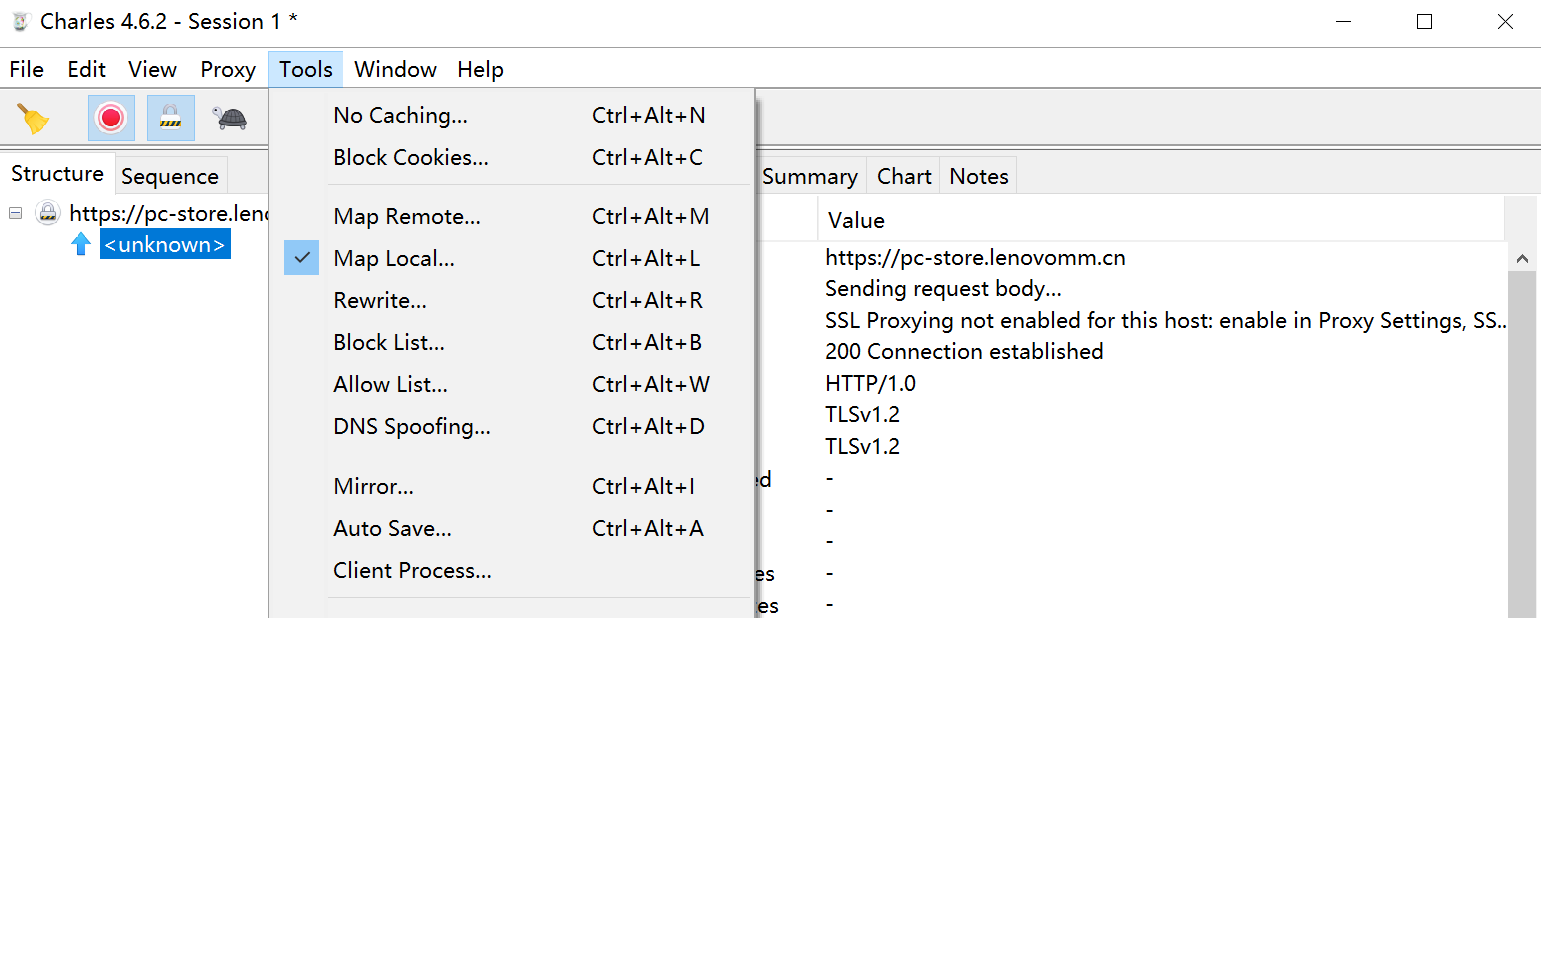 Charles 4.6.2 - Session 1 *
File Edit View Proxy Tools Window Help
Structure Sequence
https://pc-store.leno
<unknown>
No Caching... Ctrl+Alt+N
Block Cookies... Ctrl+Alt+C
Map Remote... Ctrl+Alt+M
Map Local... Ctrl+Alt+L
Rewrite... Ctrl+Alt+R
Block List... Ctrl+Alt+B
Allow List... Ctrl+Alt+W
DNS Spoofing... Ctrl+Alt+D
Mirror... Ctrl+Alt+I
Auto Save... Ctrl+Alt+A
Client Process...
Summary Chart Notes
Value
https://pc-store.lenovomm.cn
Sending request body...
SSL Proxying not enabled for this host: enable in Proxy Settings, SS..
200 Connection established
HTTP/1.0
TLSv1.2
TLSv1.2
ed -
-
-
es -
es -